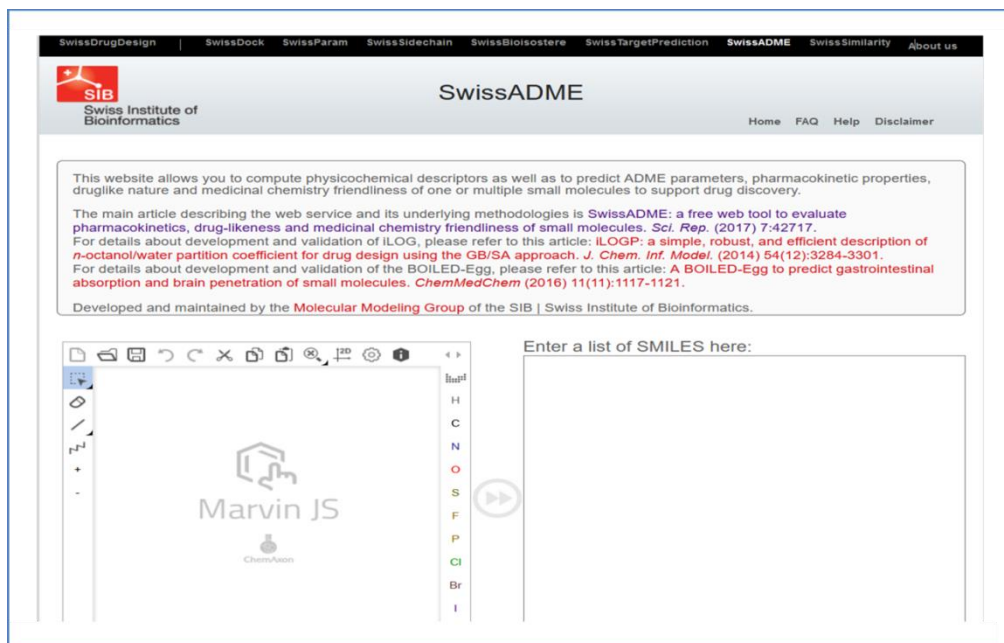 SwissDrugDesign | SwissDock SwissParam SwissSidechain SwissBioisostere SwissTargetPrediction SwissADME SwissSimilarity About us
SIB
Swiss Institute of
Bioinformatics
SwissADME
Home FAQ Help Disclaimer
This website allows you to compute physicochemical descriptors as well as to predict ADME parameters, pharmacokinetic properties,
druglike nature and medicinal chemistry friendliness of one or multiple small molecules to support drug discovery.
The main article describing the web service and its underlying methodologies is SwissADME: a free web tool to evaluate
pharmacokinetics, drug-likeness and medicinal chemistry friendliness of small molecules. Sci. Rep. (2017) 7:42717.
For details about development and validation of iLOG, please refer to this article: iLOGP: a simple, robust, and efficient description of
n-octanol/water partition coefficient for drug design using the GB/SA approach. J. Chem. Inf. Model. (2014) 54(12):3284-3301.
For details about development and validation of the BOILED-Egg, please refer to this article: A BOILED-Egg to predict gastrointestinal
absorption and brain penetration of small molecules. ChemMedChem (2016) 11(11):1117-1121.
Developed and maintained by the Molecular Modeling Group of the SIB | Swiss Institute of Bioinformatics.
Enter a list of SMILES here:
2D
H
C
N
O
S
F
P
Cl
Br
I
+
-
Marvin JS
ChemAxon